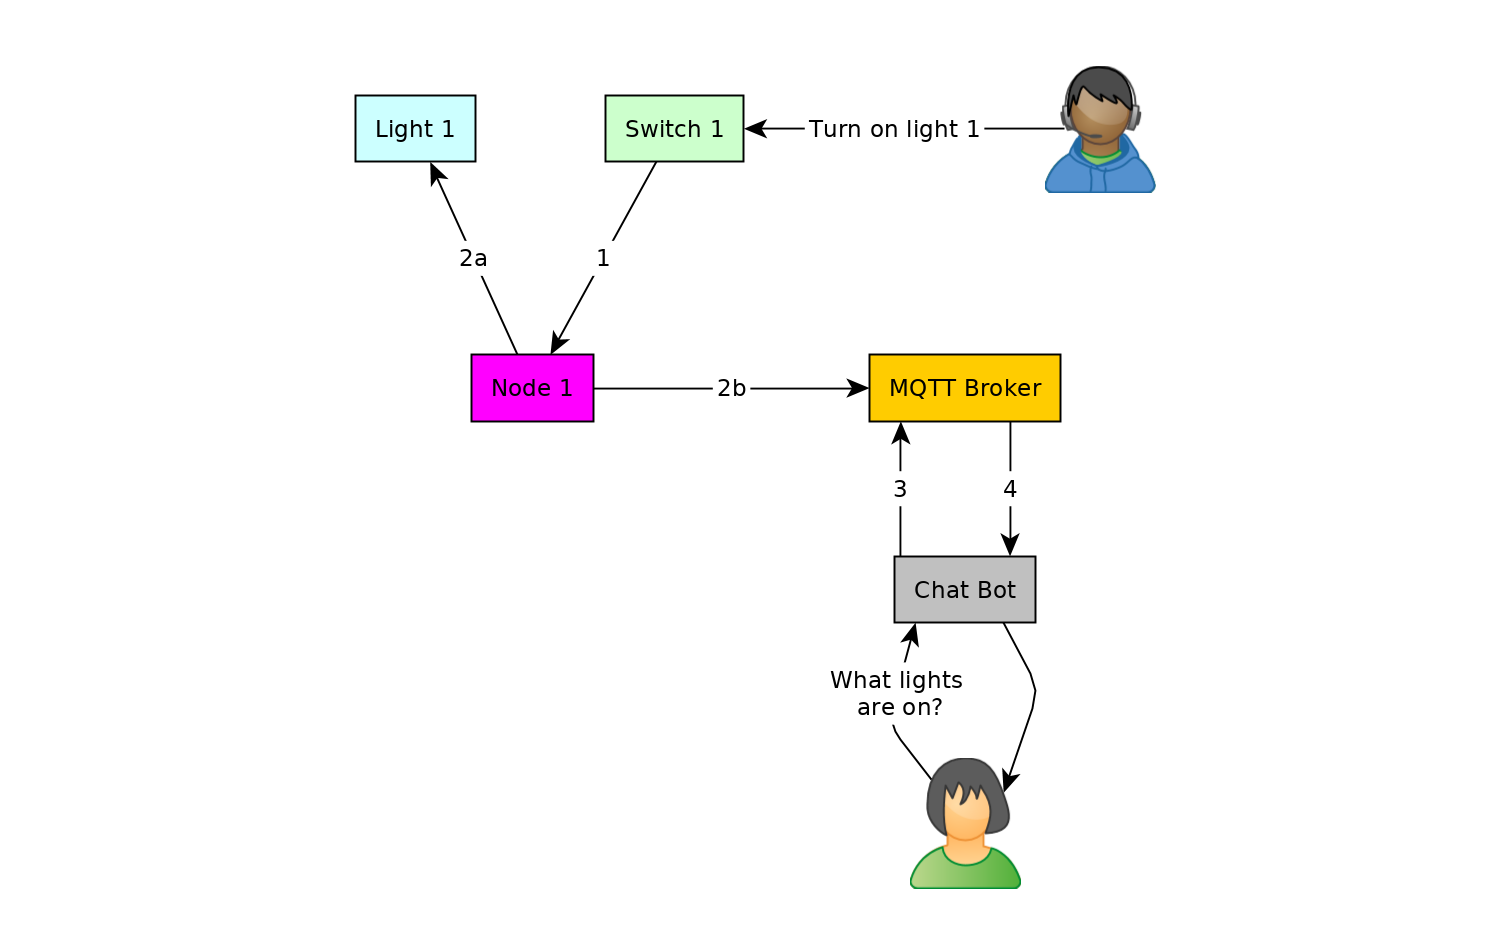 Light 1
Switch 1
Turn on light 1
2a
1
Node 1
2b
MQTT Broker
3
4
Chat Bot
What lights
are on?